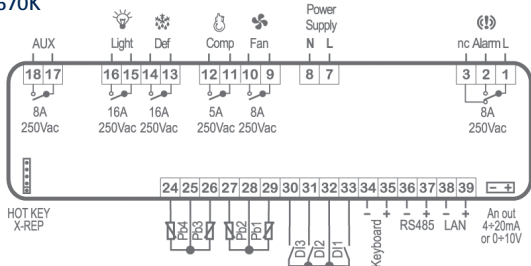 570K
Power
Supply
AUX Light Def Comp Fan N L nc Alarm L
18 17 16 15 14 13 12 11 10 9 8 7 3 2 1
8A 16A 16A 5A 8A 8A
250Vac 250Vac 250Vac 250Vac 250Vac 250Vac
24 25 26 27 28 29 30 31 32 33 34 35 36 37 38 39 - +
HOT KEY
X-REP
Pb4 Pb3 Pb2 Pb1 DI3 DI2 DI1
- + - + - +
Keyboard RS485 LAN
An out
4÷20mA
or 0÷10V